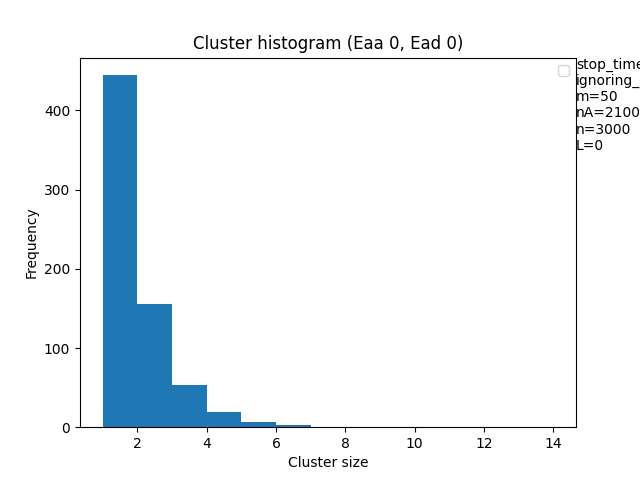 Cluster histogram (Eaa 0, Ead 0)
stop_time
ignoring_
m=50
nA=2100
n=3000
L=0
Frequency
400
300
200
100
0
2 4 6 8 10 12 14
Cluster size